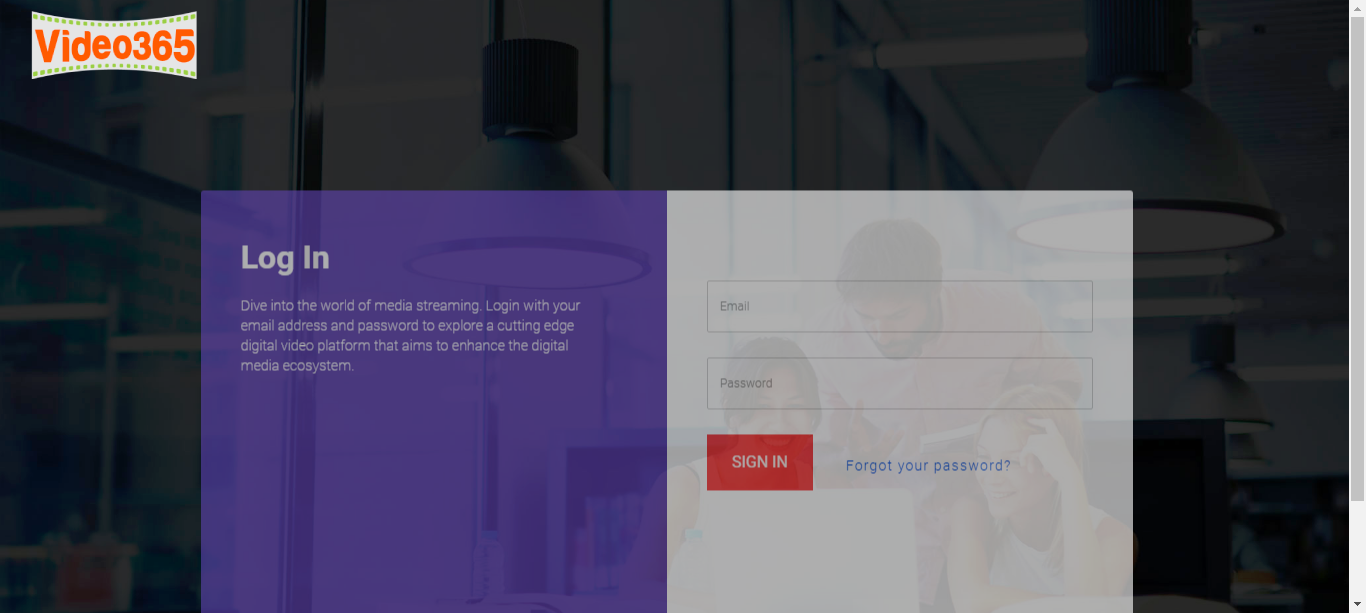 Video365
Log In
Dive into the world of media streaming. Login with your
email address and password to explore a cutting edge
digital video platform that aims to enhance the digital
media ecosystem.
Email
Password
SIGN IN
Forgot your password?